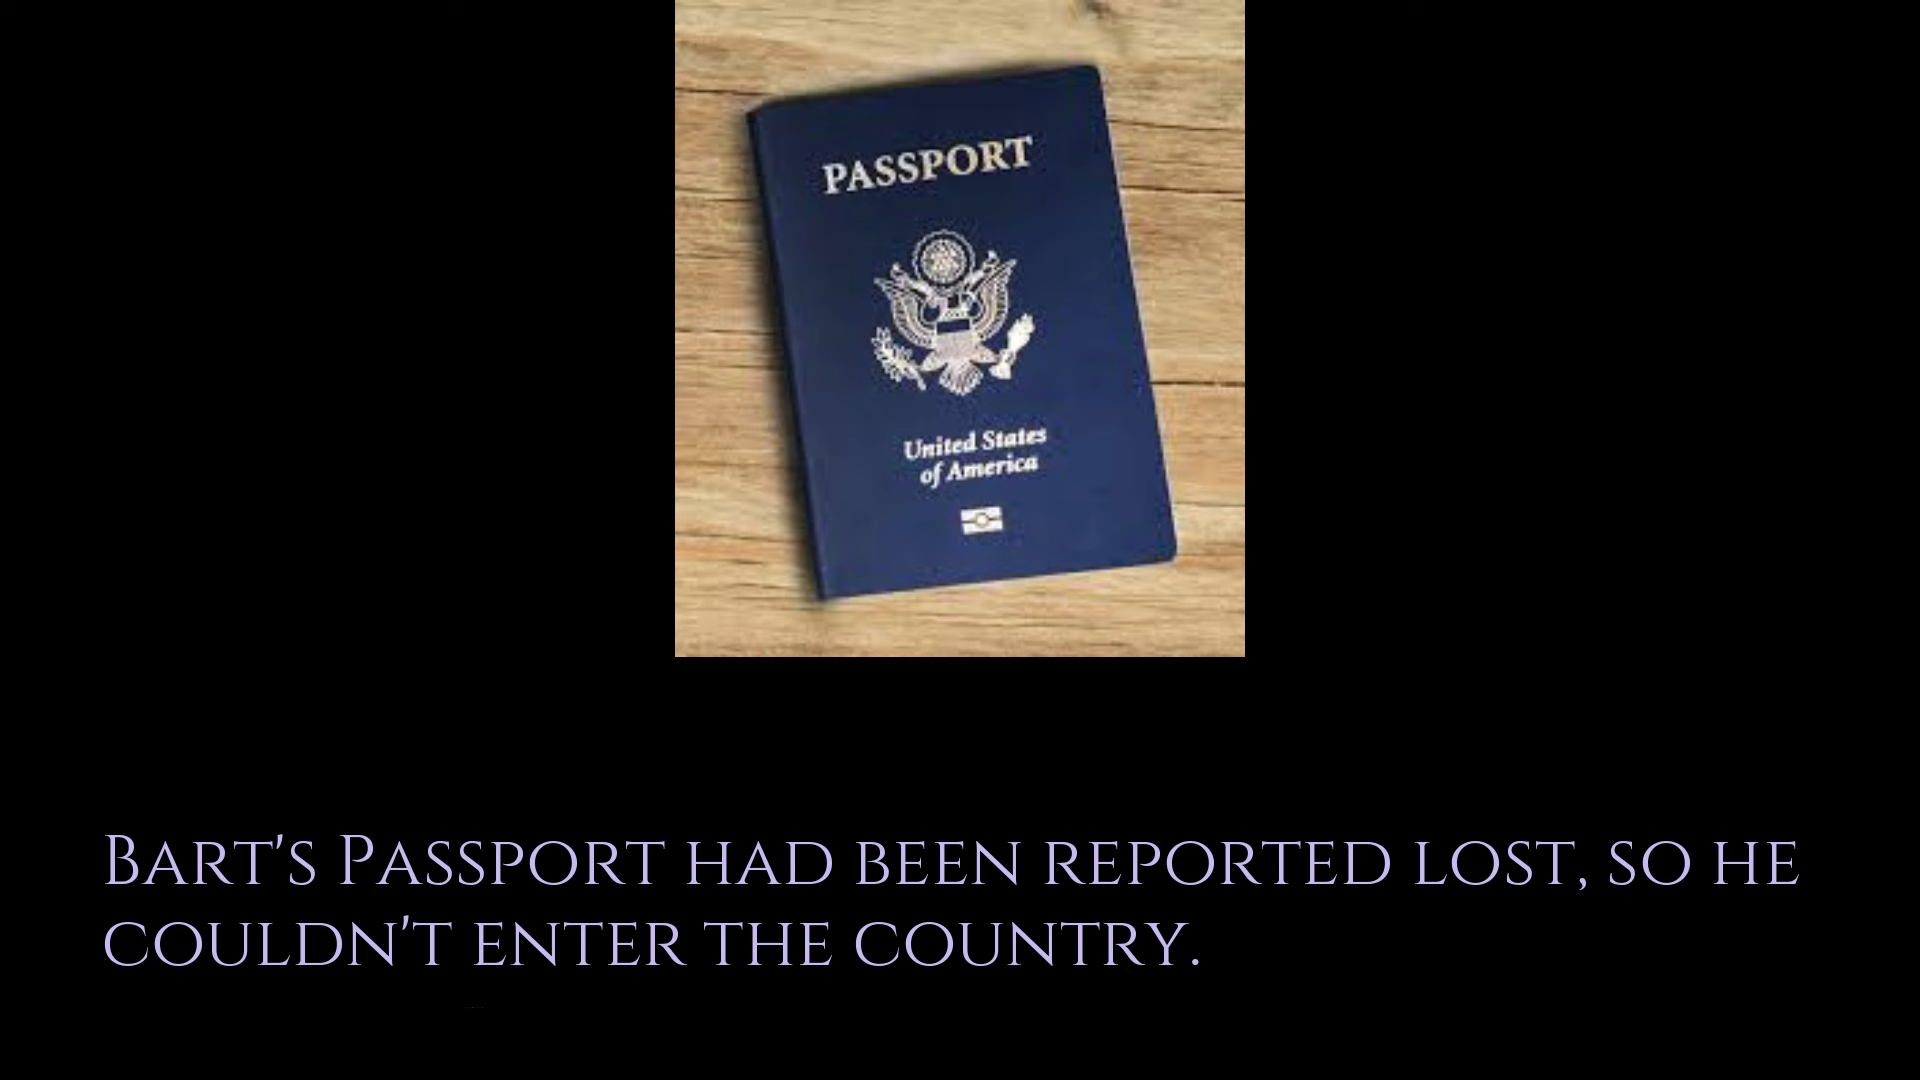 PASSPORT
United States
of America
Bart's Passport had been reported lost, so he
couldn't enter the country.